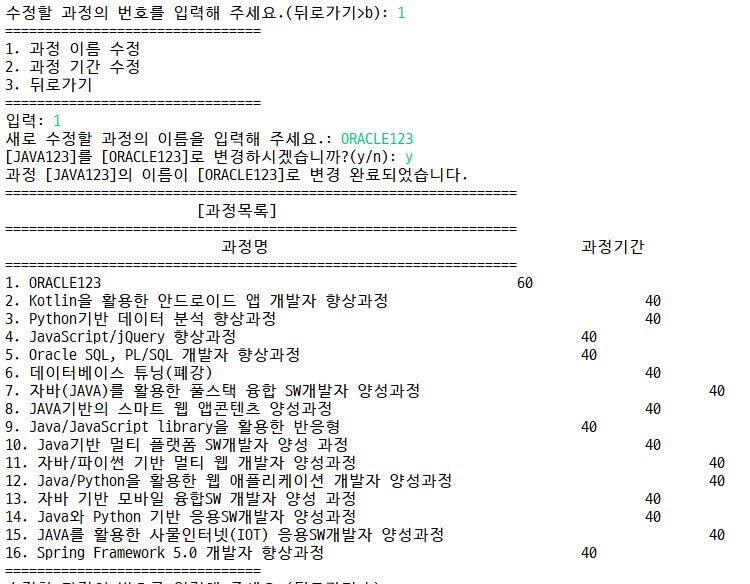 수정할 과정의 번호를 입력해 주세요.(뒤로가기>b): 1
================================
1. 과정 이름 수정
2. 과정 기간 수정
3. 뒤로가기
================================
입력: 1
새로 수정할 과정의 이름을 입력해 주세요.: ORACLE123
[JAVA123]를 [ORACLE123]로 변경하시겠습니까?(y/n): y
과정 [JAVA123]의 이름이 [ORACLE123]로 변경 완료되었습니다.
================================================================
[과정목록]
================================================================
과정명 과정기간
================================================================
1. ORACLE123 60
2. Kotlin을 활용한 안드로이드 앱 개발자 향상과정 40
3. Python기반 데이터 분석 향상과정 40
4. JavaScript/jQuery 향상과정 40
5. Oracle SQL, PL/SQL 개발자 향상과정 40
6. 데이터베이스 튜닝(폐강) 40
7. 자바(JAVA)를 활용한 풀스택 융합 SW개발자 양성과정 40
8. JAVA기반의 스마트 웹 앱콘텐츠 양성과정 40
9. Java/JavaScript library을 활용한 반응형 40
10. Java기반 멀티 플랫폼 SW개발자 양성 과정 40
11. 자바/파이썬 기반 멀티 웹 개발자 양성과정 40
12. Java/Python을 활용한 웹 애플리케이션 개발자 양성과정 40
13. 자바 기반 모바일 융합SW 개발자 양성 과정 40
14. Java와 Python 기반 응용SW개발자 양성과정 40
15. JAVA를 활용한 사물인터넷(IOT) 응용SW개발자 양성과정 40
16. Spring Framework 5.0 개발자 향상과정 40
================================